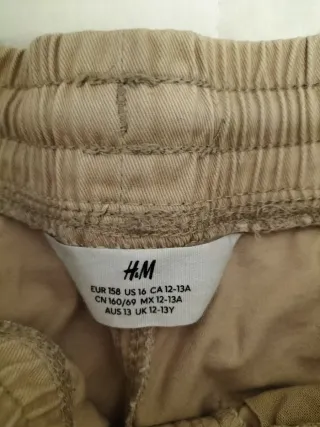 H&M
EUR 158 US 16 CA 12-13A
CN 160/69 MX 12-13A
AUS 13 UK 12-13Y